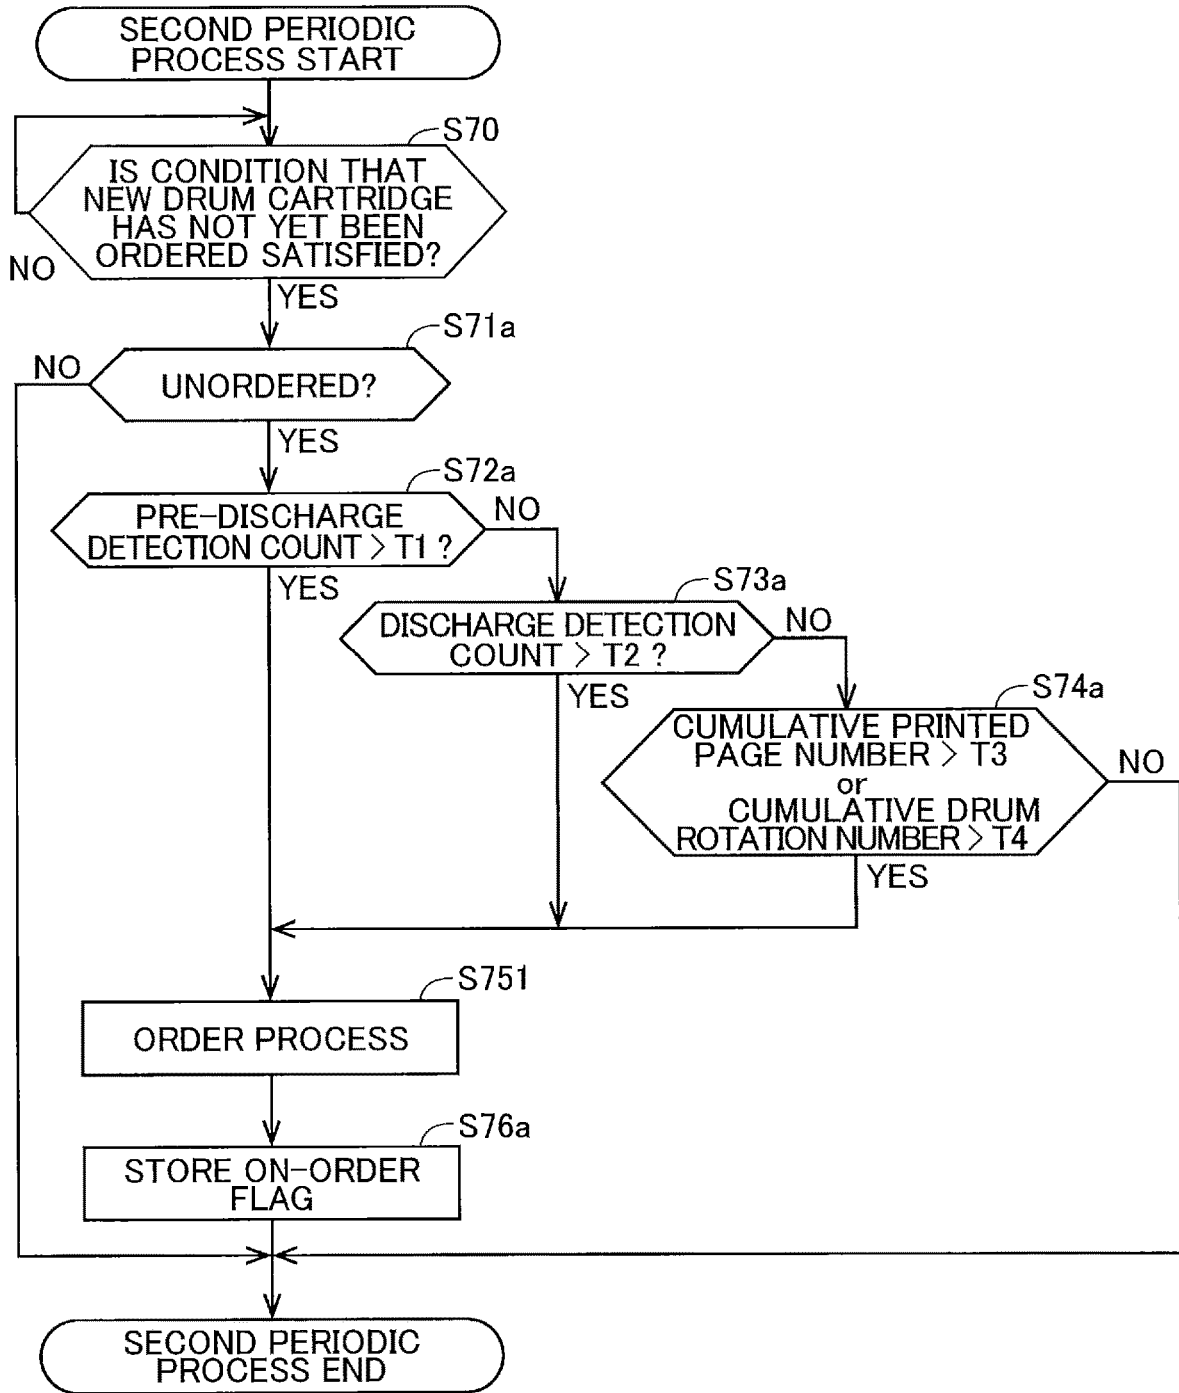 SECOND PERIODIC
PROCESS START
S70
IS CONDITION THAT
NEW DRUM CARTRIDGE
HAS NOT YET BEEN
ORDERED SATISFIED?
NO
YES
S71a
NO
UNORDERED?
YES
S72a
PRE-DISCHARGE
DETECTION COUNT > T1 ?
NO
YES
S73a
DISCHARGE DETECTION
COUNT > T2 ?
NO
YES
S74a
CUMULATIVE PRINTED
PAGE NUMBER > T3
or
CUMULATIVE DRUM
ROTATION NUMBER > T4
NO
YES
S751
ORDER PROCESS
S76a
STORE ON-ORDER
FLAG
SECOND PERIODIC
PROCESS END